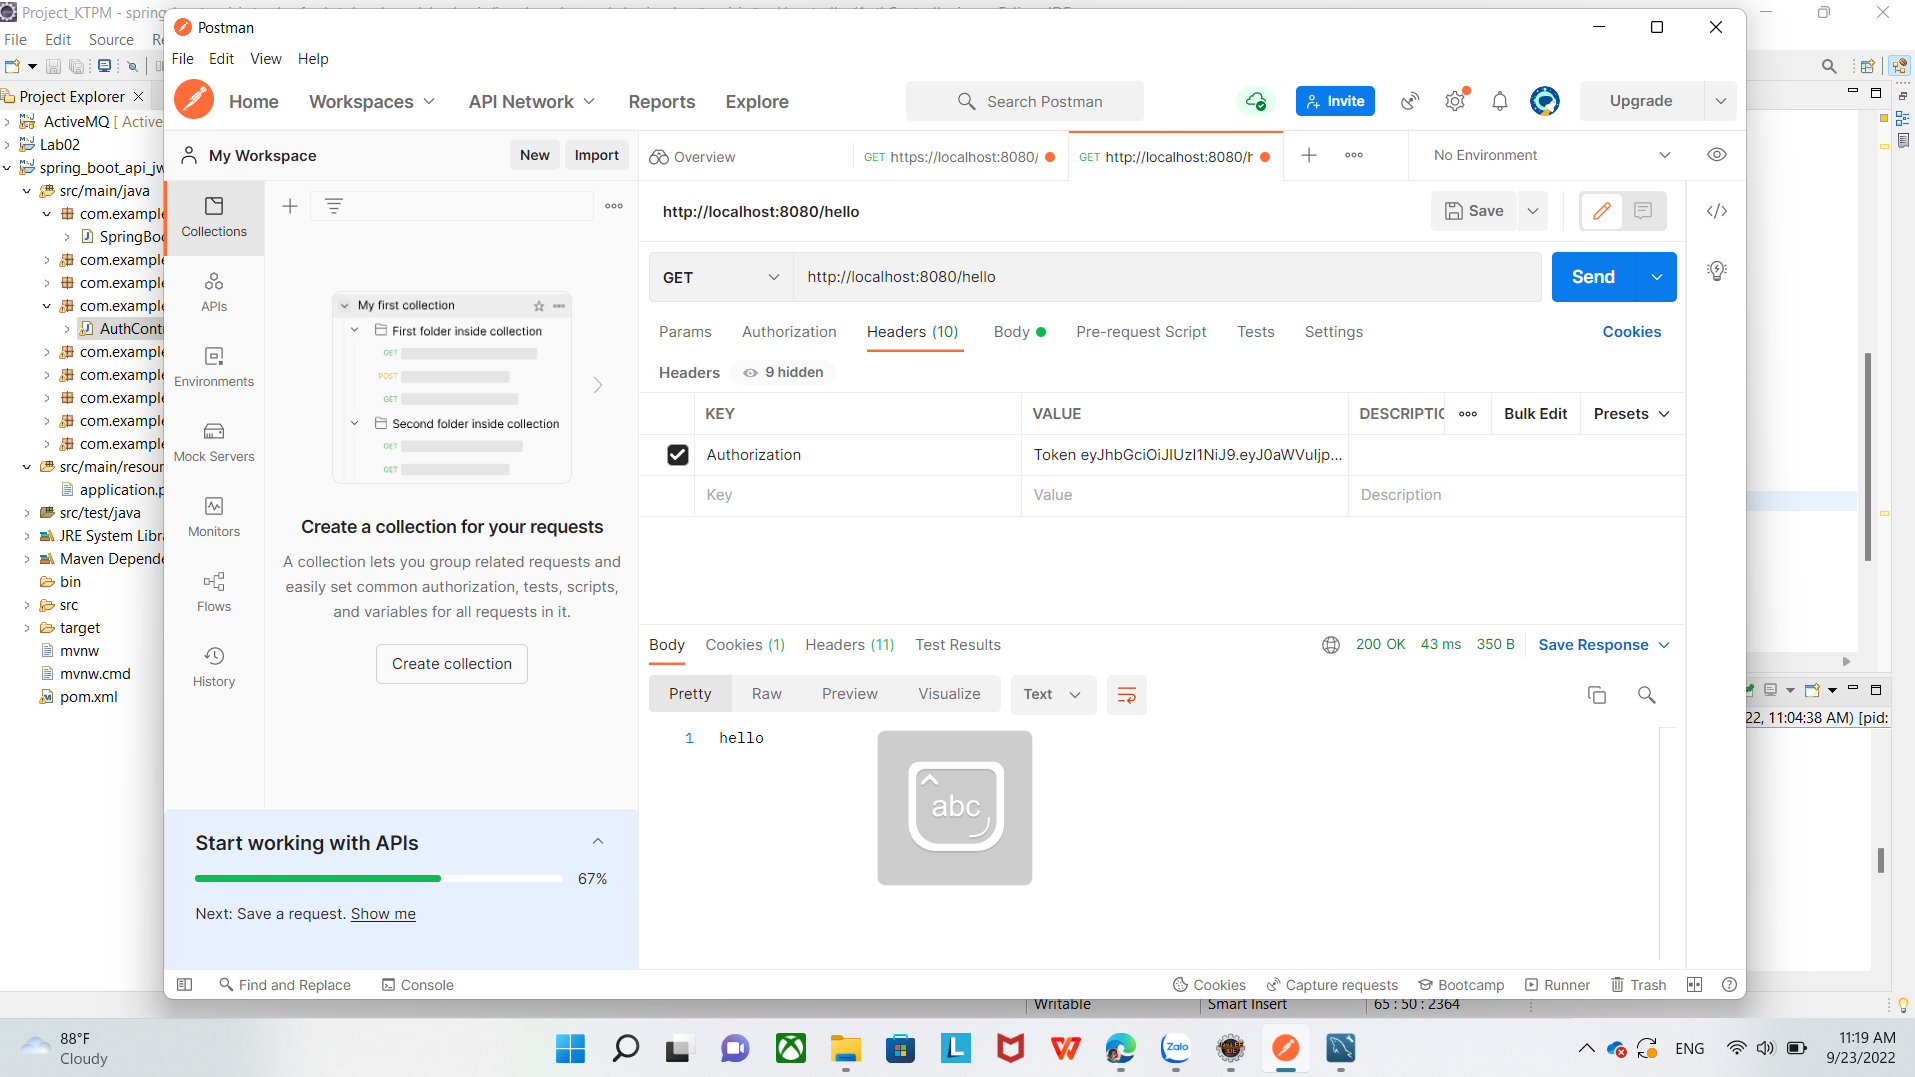 Project_KTPM - spring
File Edit Source Re
Project Explorer
ActiveMQ [ Active
Lab02
spring_boot_api_jw
src/main/java
com.example
SpringBoo
com.example
com.example
com.example
AuthContr
com.example
com.example
com.example
com.example
com.example
src/main/resour
application.p
src/test/java
JRE System Libra
Maven Depende
bin
src
target
mvnw
mvnw.cmd
pom.xml
Postman
File Edit View Help
Home Workspaces API Network Reports Explore
Search Postman
Invite
Upgrade
My Workspace
New Import
Overview
GET https://localhost:8080/
GET http://localhost:8080/h
No Environment
Collections
APIs
Environments
Mock Servers
Monitors
Flows
History
My first collection
First folder inside collection
GET
POST
GET
Second folder inside collection
GET
GET
Create a collection for your requests
A collection lets you group related requests and
easily set common authorization, tests, scripts,
and variables for all requests in it.
Create collection
Start working with APIs
67%
Next: Save a request. Show me
http://localhost:8080/hello
Save
GET http://localhost:8080/hello
Send
Params Authorization Headers (10) Body Pre-request Script Tests Settings Cookies
Headers 9 hidden
KEY VALUE DESCRIPTIO Bulk Edit Presets
Authorization Token eyJhbGciOiJIUzI1NiJ9.eyJ0aWVuIjp...
Key Value Description
Body Cookies (1) Headers (11) Test Results
200 OK 43 ms 350 B Save Response
Pretty Raw Preview Visualize Text
1 hello
abc
22, 11:04:38 AM) [pid:
Find and Replace Console
Cookies Capture requests Bootcamp Runner Trash
Writable Smart Insert 65 : 50 : 2364
88°F
Cloudy
Zalo
ENG
11:19 AM
9/23/2022